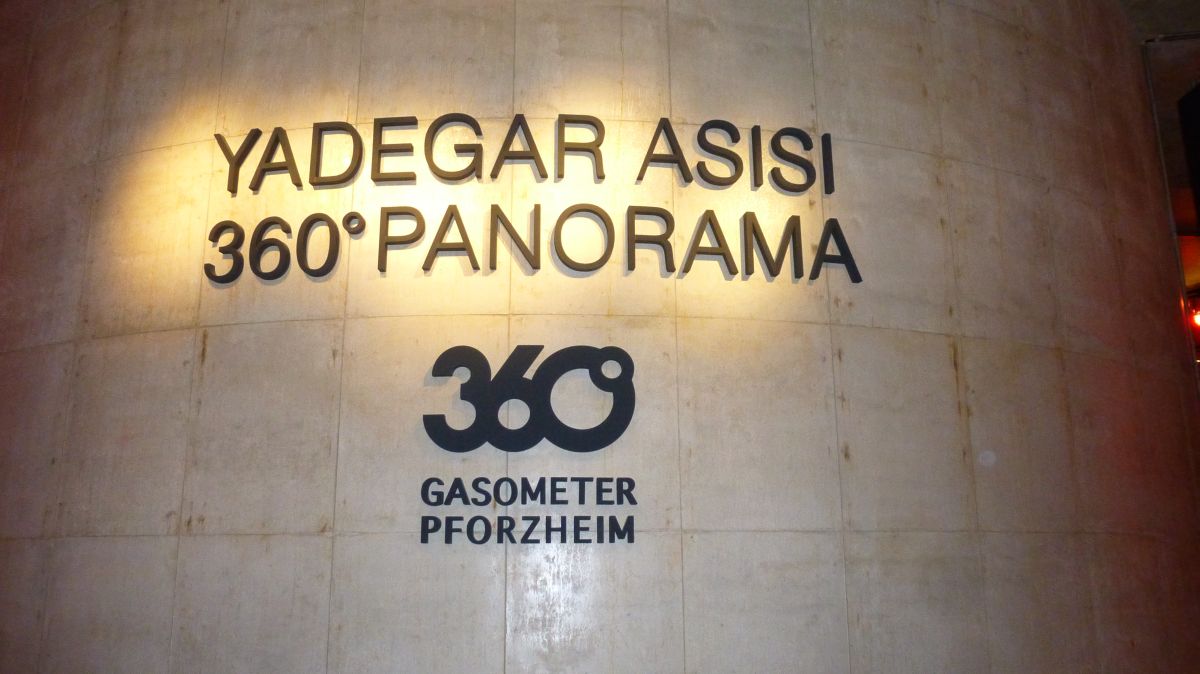 YADEGAR ASISI
360° PANORAMA
360°
GASOMETER
PFORZHEIM